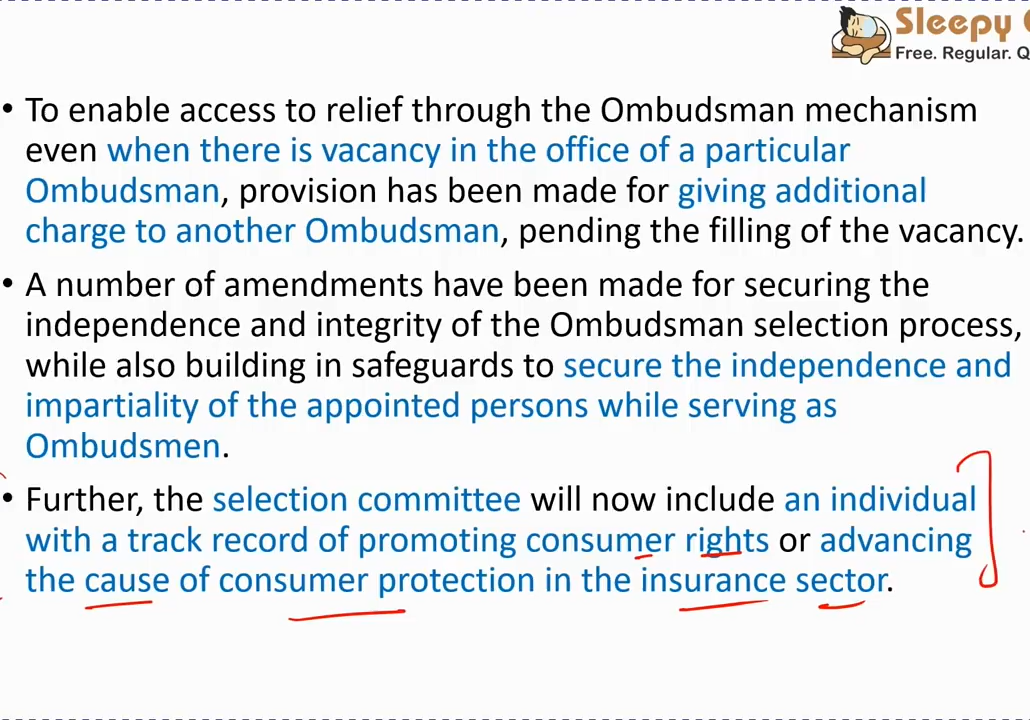 Sleepy
Free. Regular.
• To enable access to relief through the Ombudsman mechanism
even when there is vacancy in the office of a particular
Ombudsman, provision has been made for giving additional
charge to another Ombudsman, pending the filling of the vacancy.
• A number of amendments have been made for securing the
independence and integrity of the Ombudsman selection process,
while also building in safeguards to secure the independence and
impartiality of the appointed persons while serving as
Ombudsmen.
• Further, the selection committee will now include an individual
with a track record of promoting consumer rights or advancing
the cause of consumer protection in the insurance sector.